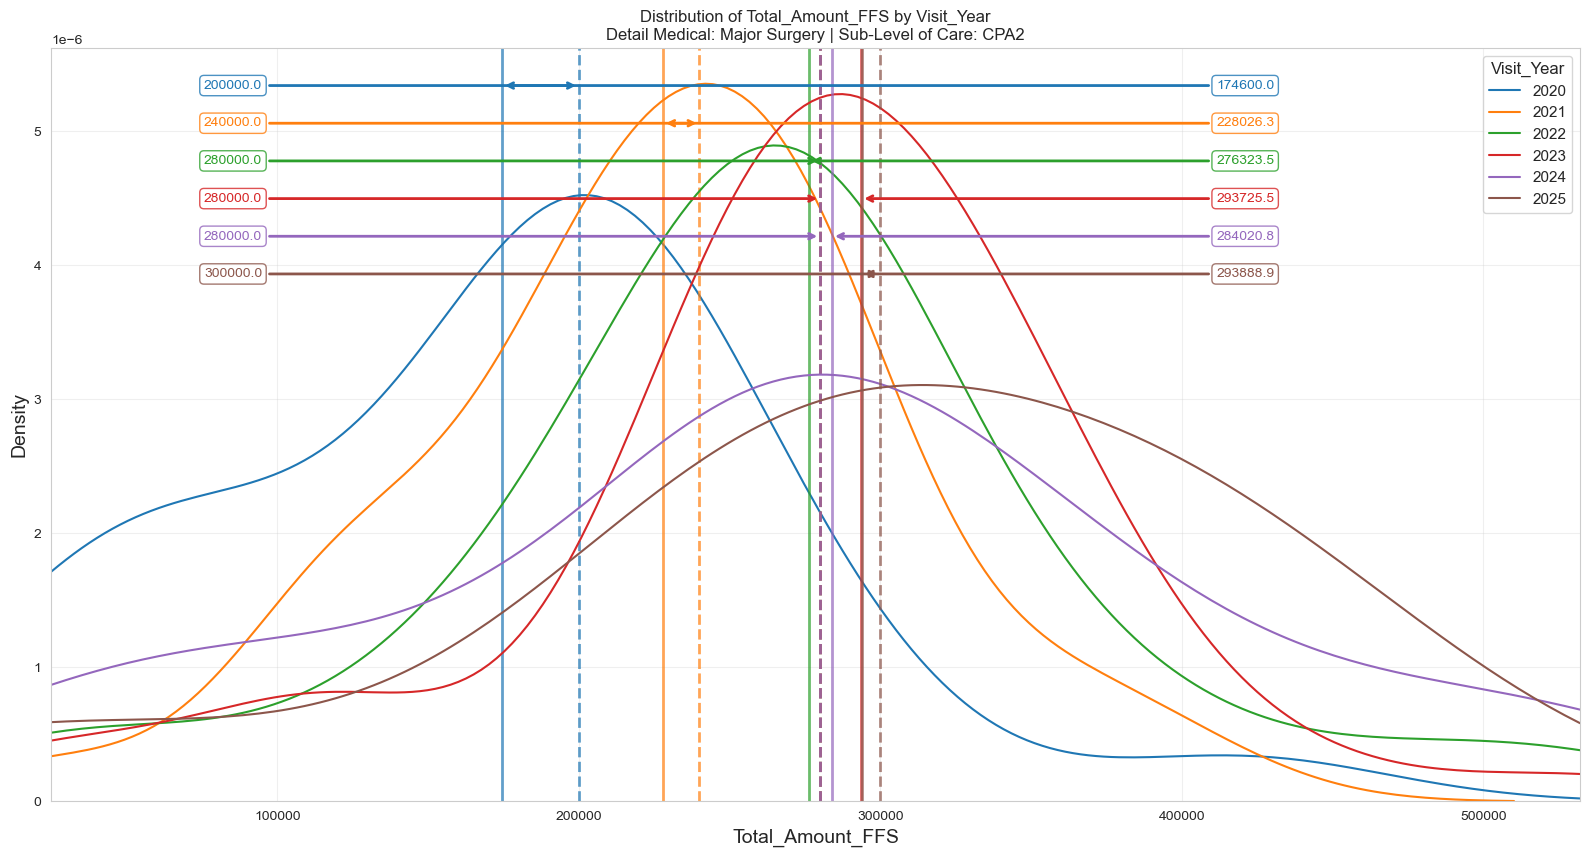 Distribution of Total_Amount_FFS by Visit_Year
Detail Medical: Major Surgery | Sub-Level of Care: CPA2
1e−6
Visit_Year
2020
2021
2022
2023
2024
2025
200000.0 174600.0
240000.0 228026.3
280000.0 276323.5
280000.0 293725.5
280000.0 284020.8
300000.0 293888.9
5
4
3
2
1
0
Density
100000 200000 300000 400000 500000
Total_Amount_FFS